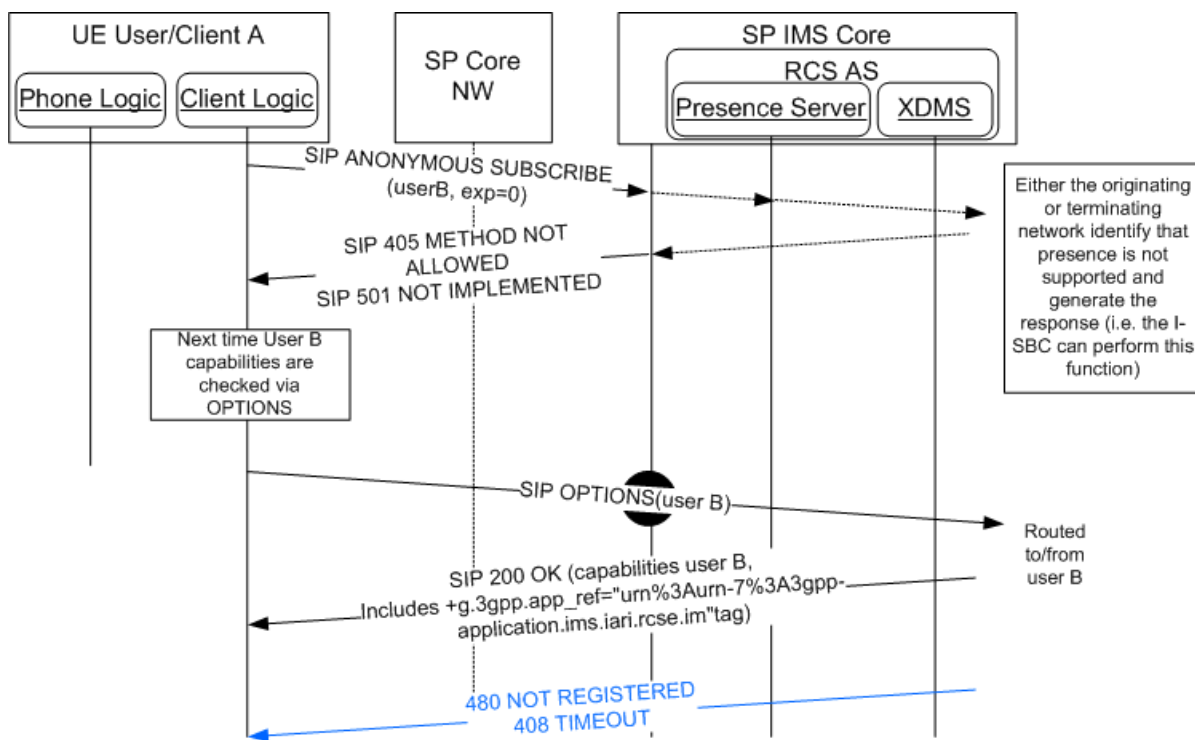 UE User/Client A
Phone Logic
Client Logic
SP Core
NW
SP IMS Core
RCS AS
Presence Server
XDMS
SIP ANONYMOUS SUBSCRIBE
(userB, exp=0)
Either the originating
or terminating
network identify that
presence is not
supported and
generate the
response (i.e. the I-
SBC can perform this
function)
SIP 405 METHOD NOT
ALLOWED
SIP 501 NOT IMPLEMENTED
Next time User B
capabilities are
checked via
OPTIONS
SIP OPTIONS(user B)
Routed
to/from
user B
SIP 200 OK (capabilities user B,
Includes +g.3gpp.app_ref="urn%3Aurn-7%3A3gpp-
application.ims.iari.rcse.im"tag)
480 NOT REGISTERED
408 TIMEOUT